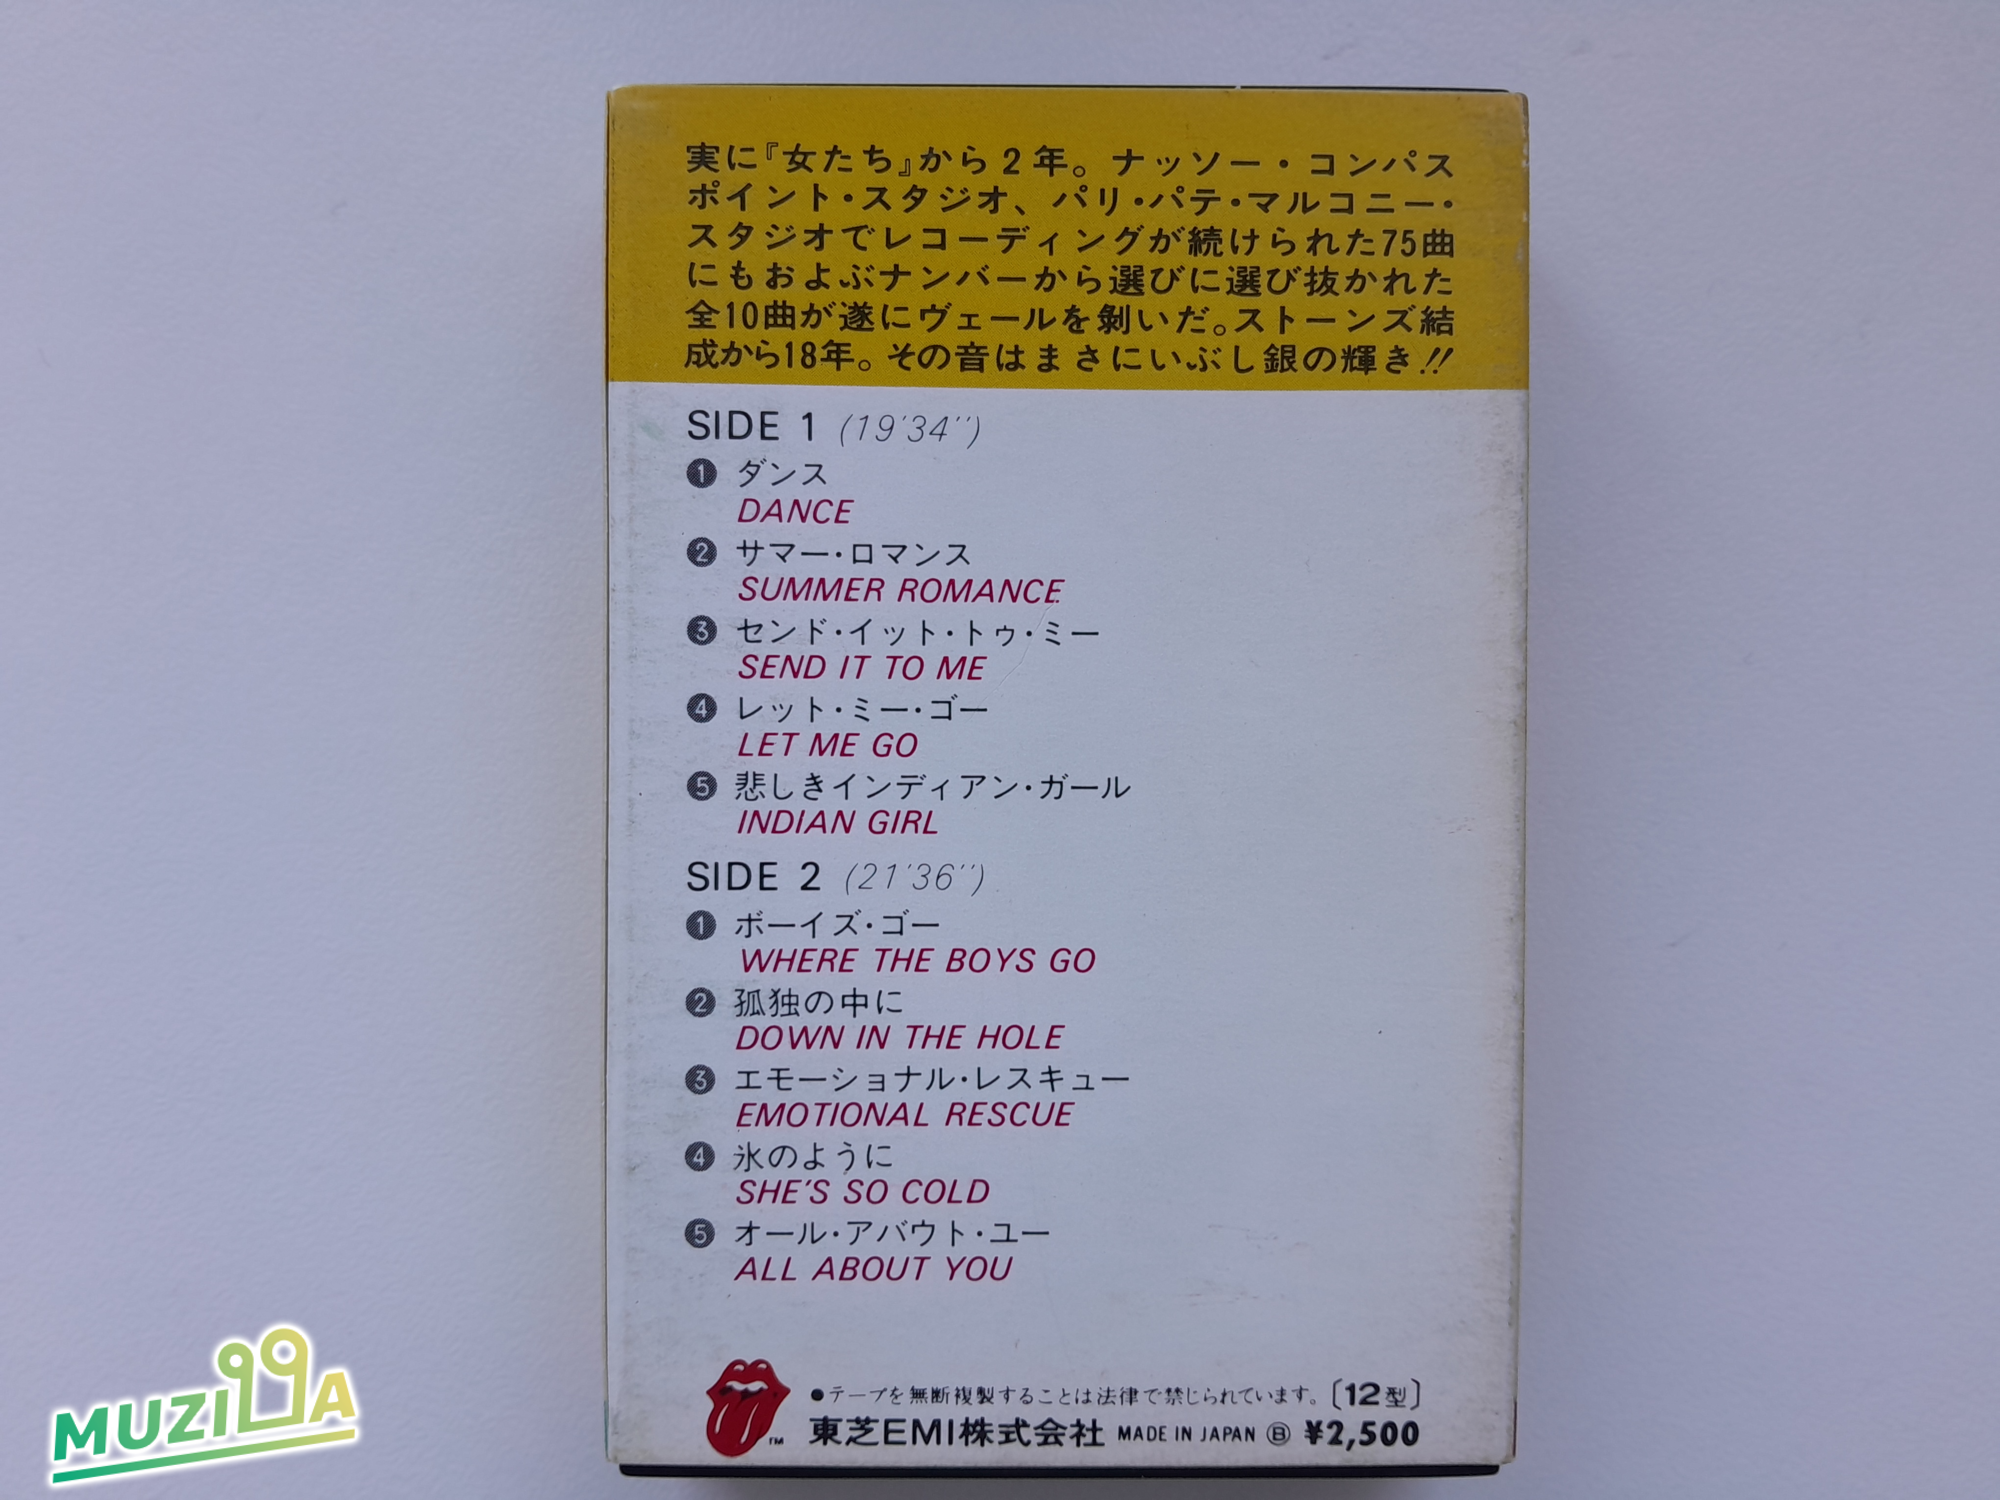 実に『女たち』から2年。ナッソー・コンパス
ポイント・スタジオ、パリ・パテ・マルコニー・
スタジオでレコーディングが続けられた75曲
にもおよぶナンバーから選びに選び抜かれた
全10曲が遂にヴェールを剝いだ。ストーンズ結
成から18年。その音はまさにいぶし銀の輝き!!
SIDE 1 (19'34'')
1 ダンス
DANCE
2 サマー・ロマンス
SUMMER ROMANCE
3 センド・イット・トゥ・ミー
SEND IT TO ME
4 レット・ミー・ゴー
LET ME GO
5 悲しきインディアン・ガール
INDIAN GIRL
SIDE 2 (21'36'')
1 ボーイズ・ゴー
WHERE THE BOYS GO
2 孤独の中に
DOWN IN THE HOLE
3 エモーショナル・レスキュー
EMOTIONAL RESCUE
4 氷のように
SHE'S SO COLD
5 オール・アバウト・ユー
ALL ABOUT YOU
●テープを無断複製することは法律で禁じられています。〔12型〕
TM 東芝EMI株式会社 MADE IN JAPAN Ⓑ ¥2,500
MUZILLA